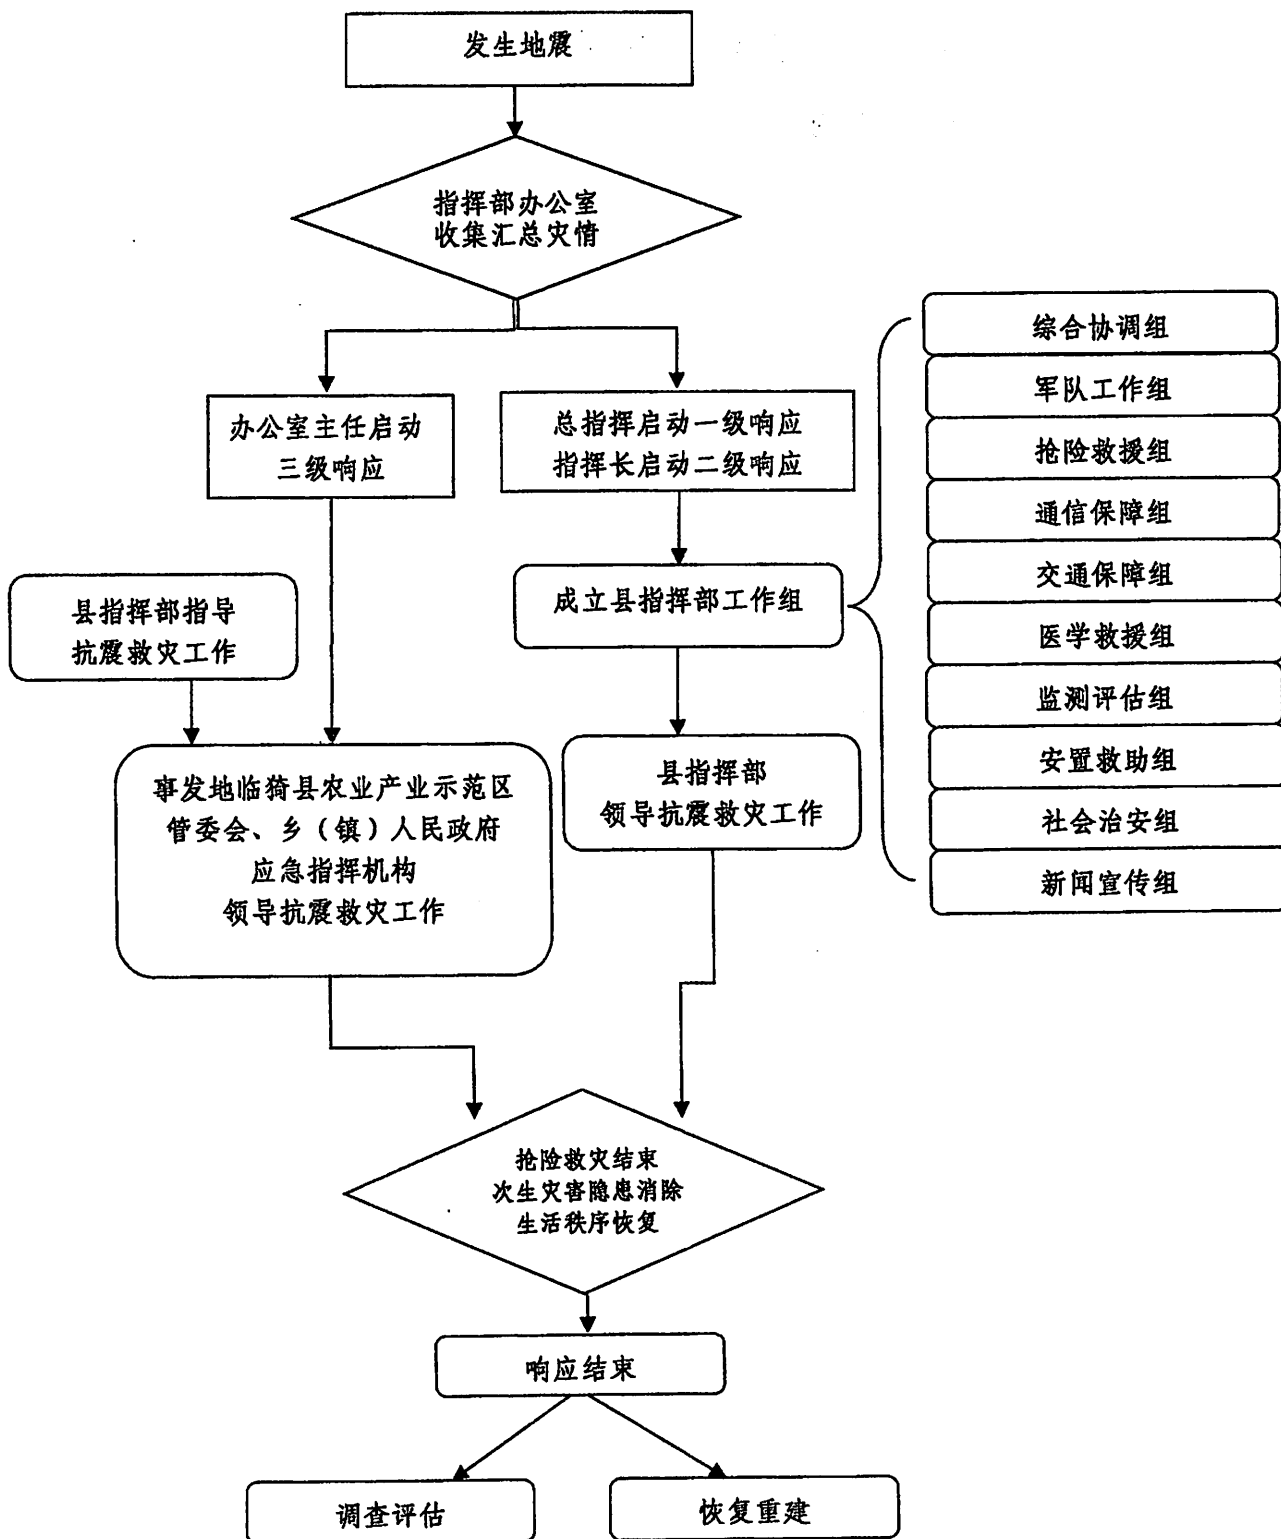 发生地震
指挥部办公室
收集汇总灾情
办公室主任启动
三级响应
总指挥启动一级响应
指挥长启动二级响应
县指挥部指导
抗震救灾工作
成立县指挥部工作组
综合协调组
军队工作组
抢险救援组
通信保障组
交通保障组
医学救援组
监测评估组
安置救助组
社会治安组
新闻宣传组
事发地临猗县农业产业示范区
管委会、乡（镇）人民政府
应急指挥机构
领导抗震救灾工作
县指挥部
领导抗震救灾工作
抢险救灾结束
次生灾害隐患消除
生活秩序恢复
响应结束
调查评估
恢复重建